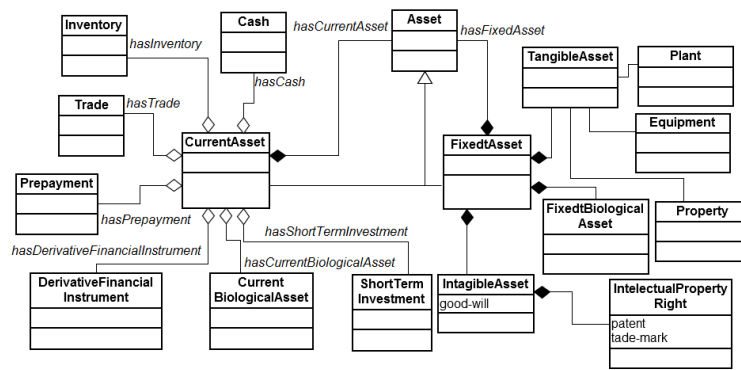 Inventory
hasInventory
Cash
hasCash
hasCurrentAsset
Asset
hasFixedAsset
TangibleAsset
Plant
Trade
hasTrade
CurrentAsset
FixedtAsset
Equipment
Prepayment
hasPrepayment
FixedtBiological
Asset
Property
hasDerivativeFinancialInstrument
hasShortTermInvestment
hasCurrentBiologicalAsset
DerivativeFinancial
Instrument
Current
BiologicalAsset
ShortTerm
Investment
IntagibleAsset
good-will
IntelectualProperty
Right
patent
tade-mark